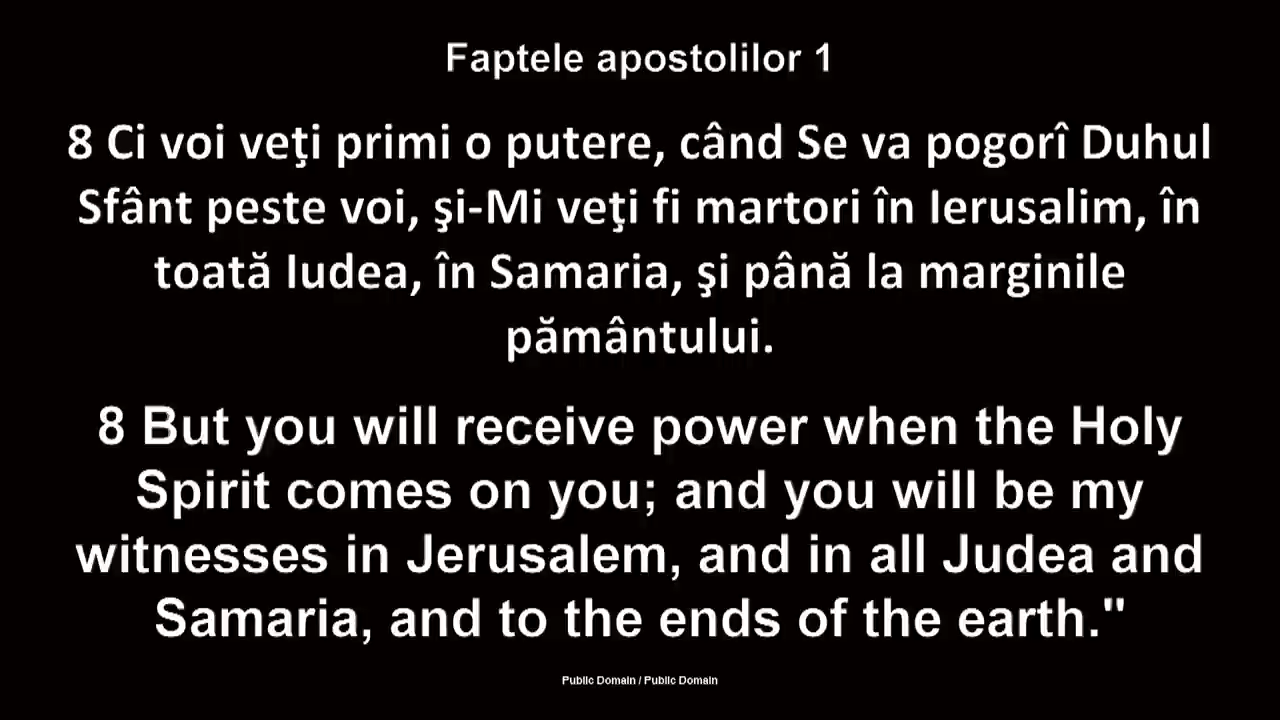 Faptele apostolilor 1
8 Ci voi veţi primi o putere, când Se va pogorî Duhul
Sfânt peste voi, şi-Mi veţi fi martori în Ierusalim, în
toată Iudea, în Samaria, şi până la marginile
pământului.
8 But you will receive power when the Holy
Spirit comes on you; and you will be my
witnesses in Jerusalem, and in all Judea and
Samaria, and to the ends of the earth."
Public Domain / Public Domain